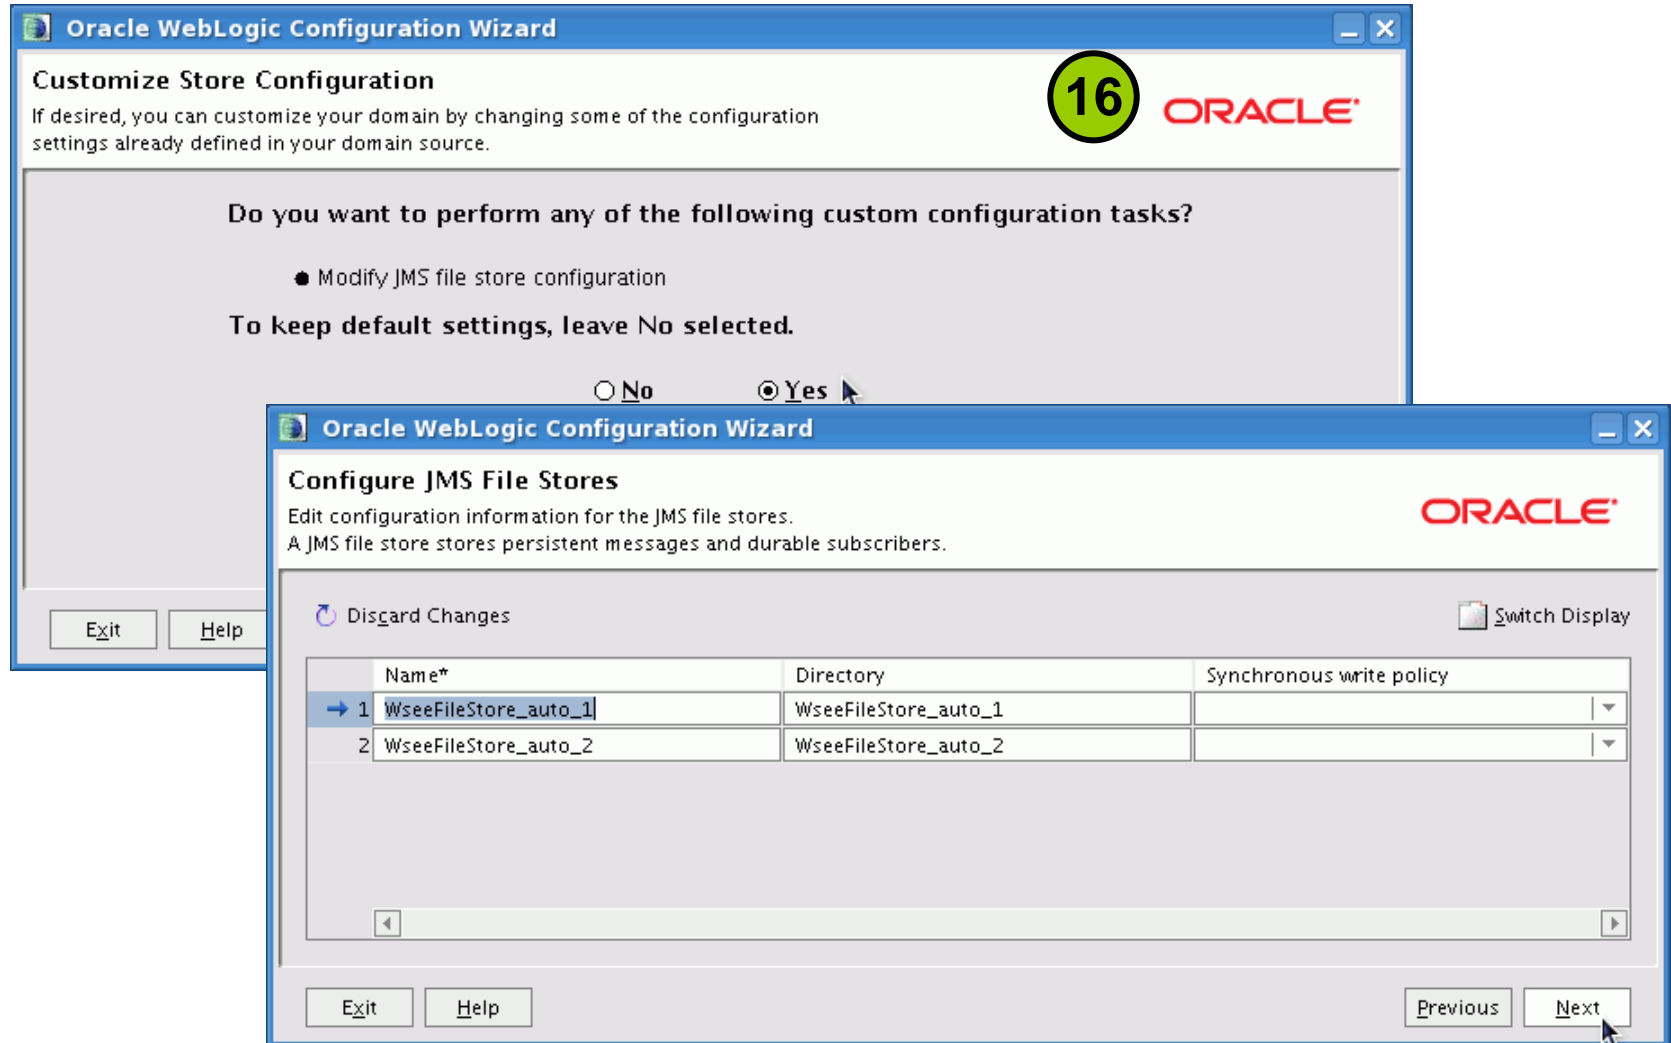 Oracle WebLogic Configuration Wizard
Customize Store Configuration
If desired, you can customize your domain by changing some of the configuration
settings already defined in your domain source.
16
ORACLE
Do you want to perform any of the following custom configuration tasks?
Modify JMS file store configuration
To keep default settings, leave No selected.
No Yes
Exit Help
Oracle WebLogic Configuration Wizard
Configure JMS File Stores
Edit configuration information for the JMS file stores.
A JMS file store stores persistent messages and durable subscribers.
ORACLE
Discard Changes Switch Display
Name* Directory Synchronous write policy
1 WseeFileStore_auto_1 WseeFileStore_auto_1
2 WseeFileStore_auto_2 WseeFileStore_auto_2
Exit Help Previous Next